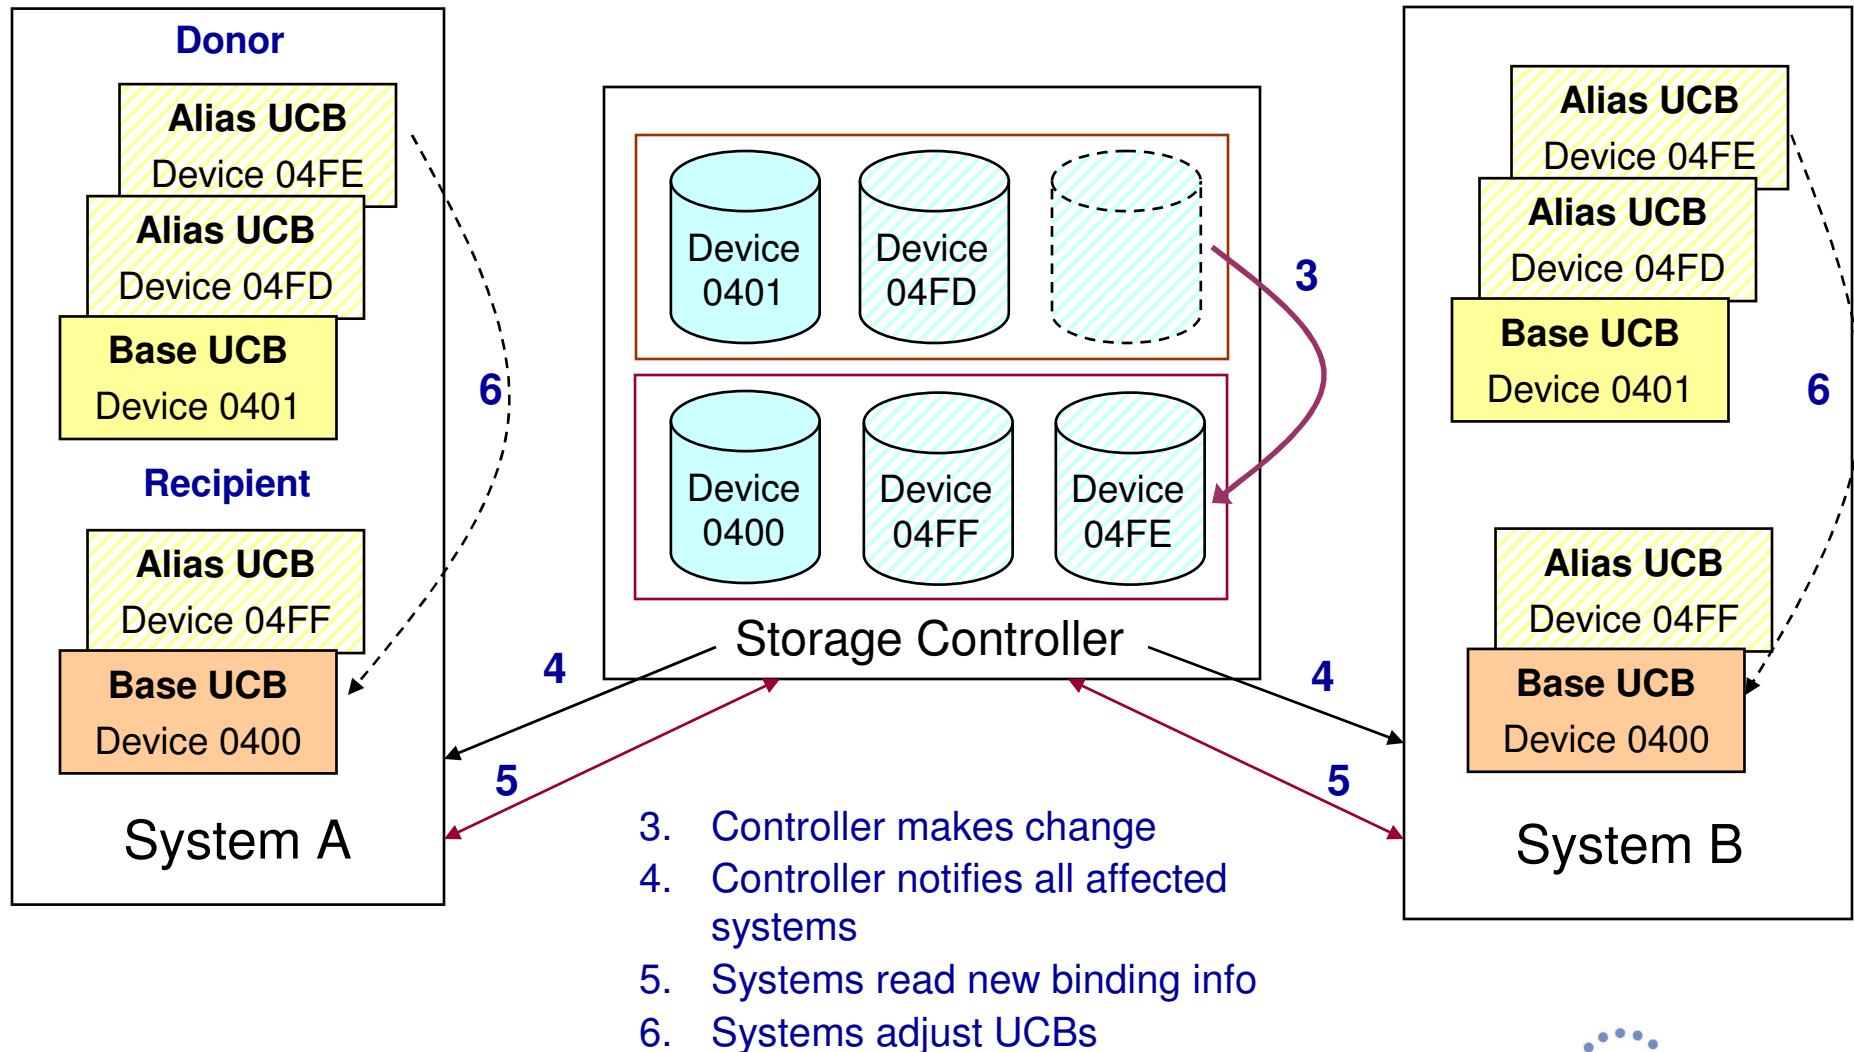 Donor
Alias UCB
Device 04FE
Alias UCB
Device 04FD
Base UCB
Device 0401
6
Recipient
Alias UCB
Device 04FF
Base UCB
Device 0400
System A
Device
0401
Device
04FD
3
Device
0400
Device
04FF
Device
04FE
Storage Controller
4
4
5
5
3. Controller makes change
4. Controller notifies all affected
systems
5. Systems read new binding info
6. Systems adjust UCBs
Alias UCB
Device 04FE
Alias UCB
Device 04FD
Base UCB
Device 0401
6
Alias UCB
Device 04FF
Base UCB
Device 0400
System B